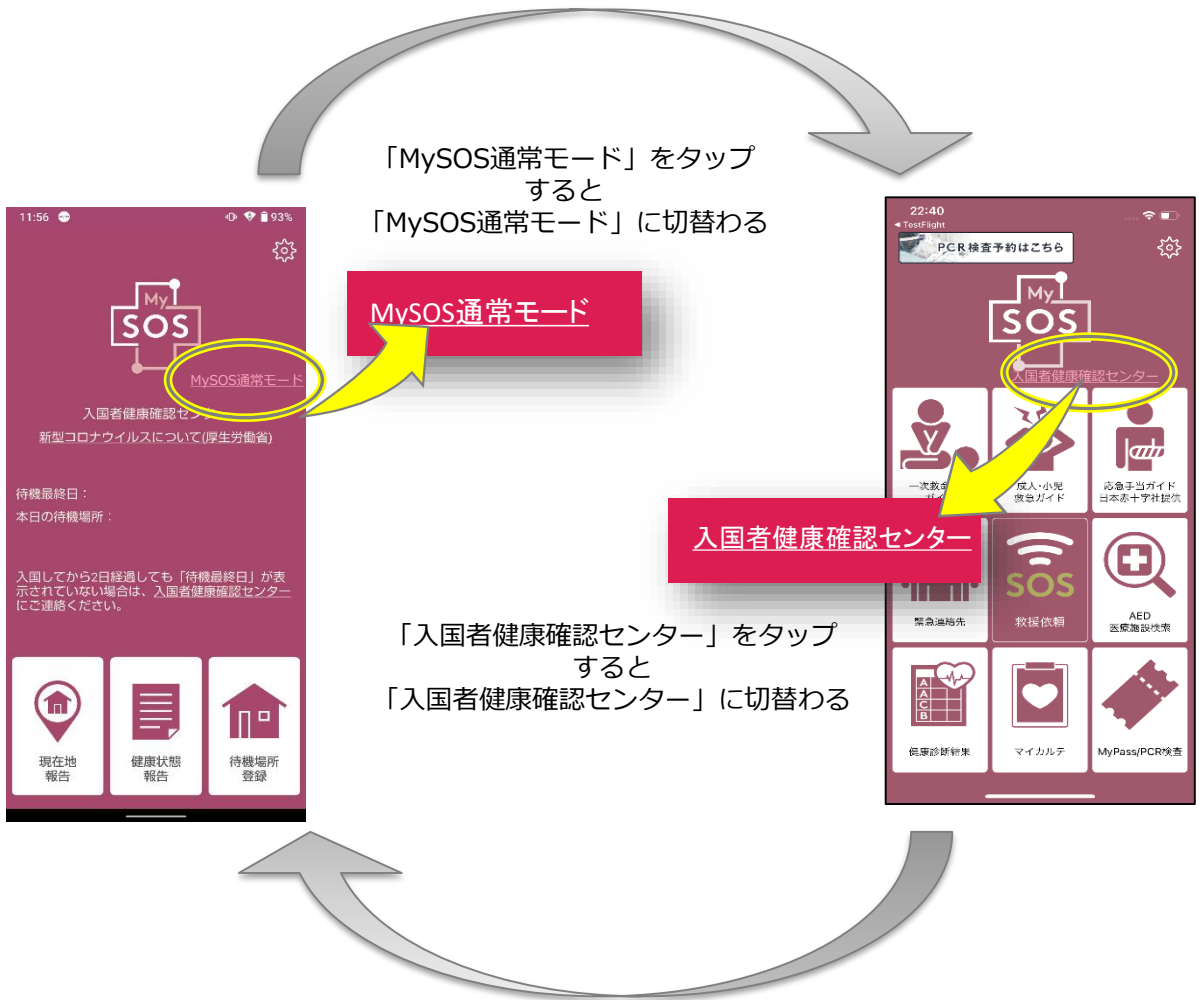 「MySOS通常モード」をタップ
すると
「MySOS通常モード」に切替わる
11:56
93%
My
SOS
MySOS通常モード
MySOS通常モード
入国者健康確認セン
新型コロナウイルスについて(厚生労働省)
待機最終日：
本日の待機場所：
入国してから2日経過しても「待機最終日」が表
示されていない場合は、入国者健康確認センター
にご連絡ください。
現在地
報告
健康状態
報告
待機場所
登録
「入国者健康確認センター」をタップ
すると
「入国者健康確認センター」に切替わる
22:40
TestFlight
PCR検査予約はこちら
My
SOS
入国者健康確認センター
入国者健康確認センター
一次救
ガイ
成人・小児
救急ガイド
応急手当ガイド
日本赤十字社提供
緊急連絡先
SOS
救援依頼
AED
医療施設検索
A
A
C
B
健康診断結果
マイカルテ
MyPass/PCR検査